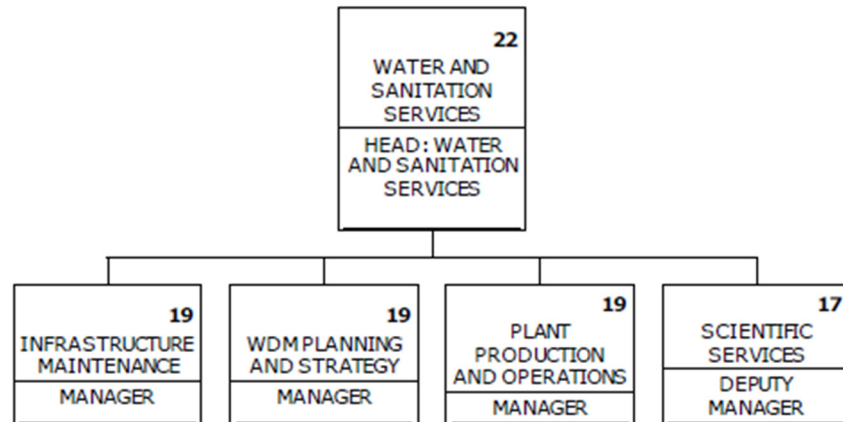 22
WATER AND
SANITATION
SERVICES
HEAD: WATER
AND SANITATION
SERVICES
19
INFRASTRUCTURE
MAINTENANCE
MANAGER
19
WDM PLANNING
AND STRATEGY
MANAGER
19
PLANT
PRODUCTION
AND OPERATIONS
MANAGER
17
SCIENTIFIC
SERVICES
DEPUTY
MANAGER